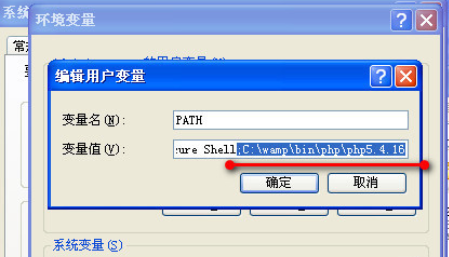 系统
环境变量
常规
编辑用户变量
变量名(N):
PATH
变量值(V):
ure Shell;C:\wamp\bin\php\php5.4.16
确定
取消
系统变量(S)